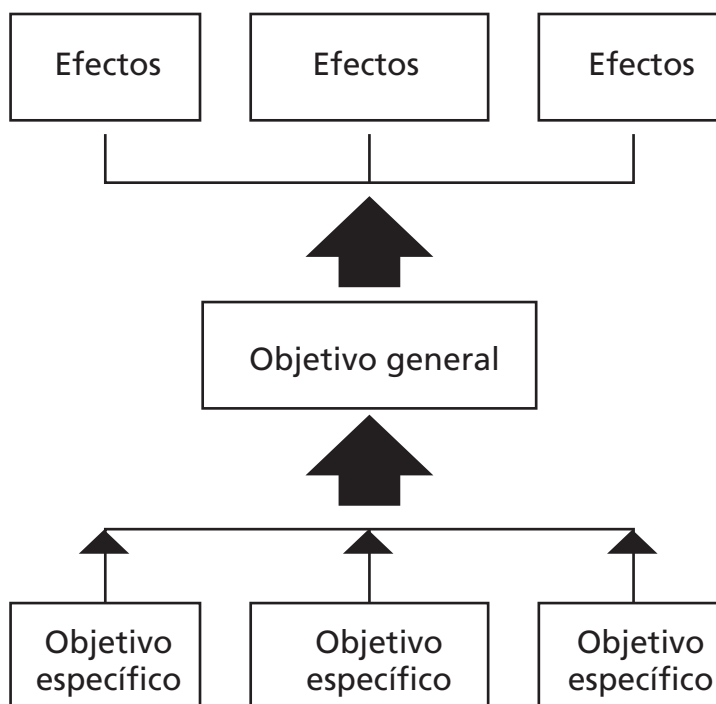 Efectos
Efectos
Efectos
Objetivo general
Objetivo
específico
Objetivo
específico
Objetivo
específico